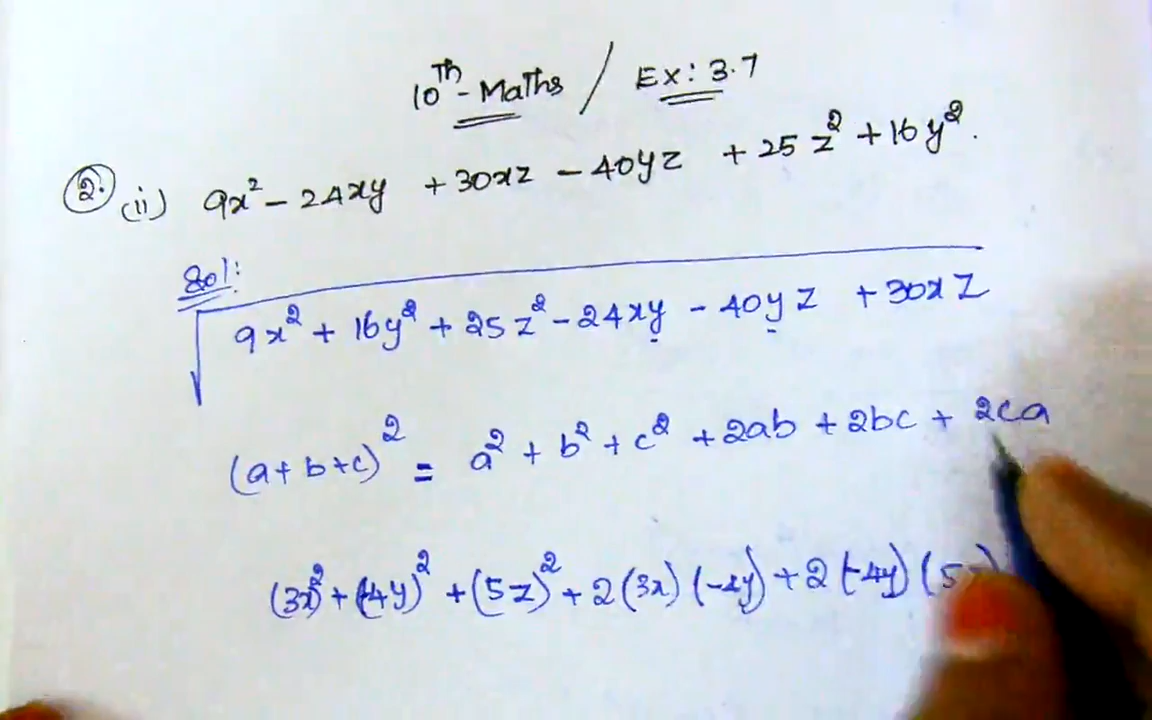 10Th - Maths / Ex: 3.7
2. (ii) 9x² - 24xy + 30xz - 40yz + 25z² + 16y².
Sol:
√9x² + 16y² + 25z² - 24xy - 40yz + 30xz
(a+b+c)² = a² + b² + c² + 2ab + 2bc + 2ca
(3x)² + (-4y)² + (5z)² + 2(3x)(-4y) + 2(-4y)(5